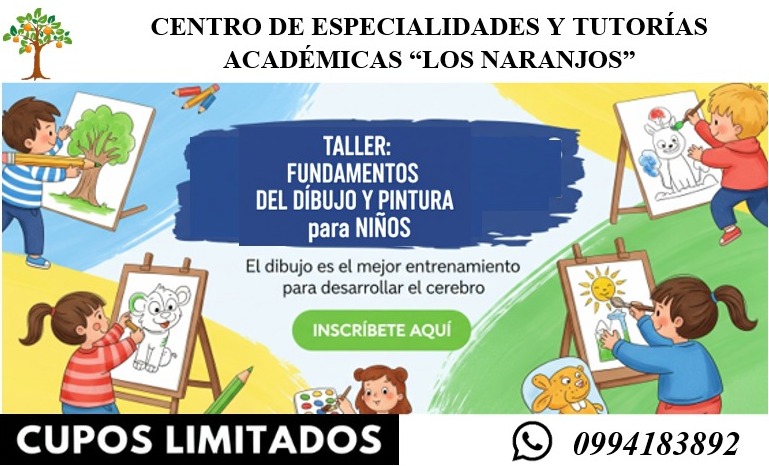 CENTRO DE ESPECIALIDADES Y TUTORÍAS
ACADÉMICAS “LOS NARANJOS”
TALLER:
FUNDAMENTOS
DEL DÍBUJO Y PINTURA
para NIÑOS
El dibujo es el mejor entrenamiento
para desarrollar el cerebro
INSCRÍBETE AQUÍ
CUPOS LIMITADOS
0994183892